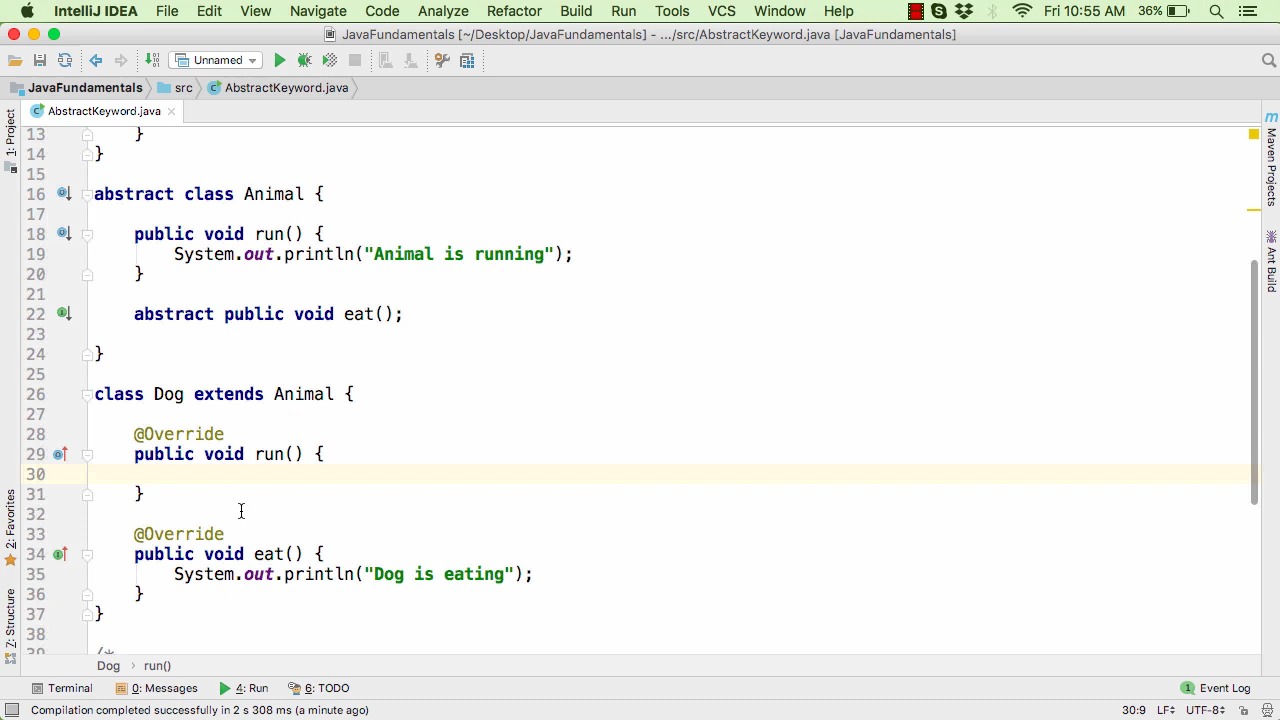 IntelliJ IDEA File Edit View Navigate Code Analyze Refactor Build Run Tools VCS Window Help Fri 10:55 AM 36%
JavaFundamentals [~/Desktop/JavaFundamentals] - .../src/AbstractKeyword.java [JavaFundamentals]
Unnamed
JavaFundamentals src AbstractKeyword.java
AbstractKeyword.java
1: Project
2: Favorites
Z: Structure
Maven Projects
Ant Build
13 }
14 }
15
16 abstract class Animal {
17
18 public void run() {
19 System.out.println("Animal is running");
20 }
21
22 abstract public void eat();
23
24 }
25
26 class Dog extends Animal {
27
28 @Override
29 public void run() {
30
31 }
32
33 @Override
34 public void eat() {
35 System.out.println("Dog is eating");
36 }
37 }
38
39 /*
Dog › run()
Terminal 0: Messages 4: Run 6: TODO 1 Event Log
Compilation completed successfully in 2 s 308 ms (a minute ago) 30:9 LF UTF-8